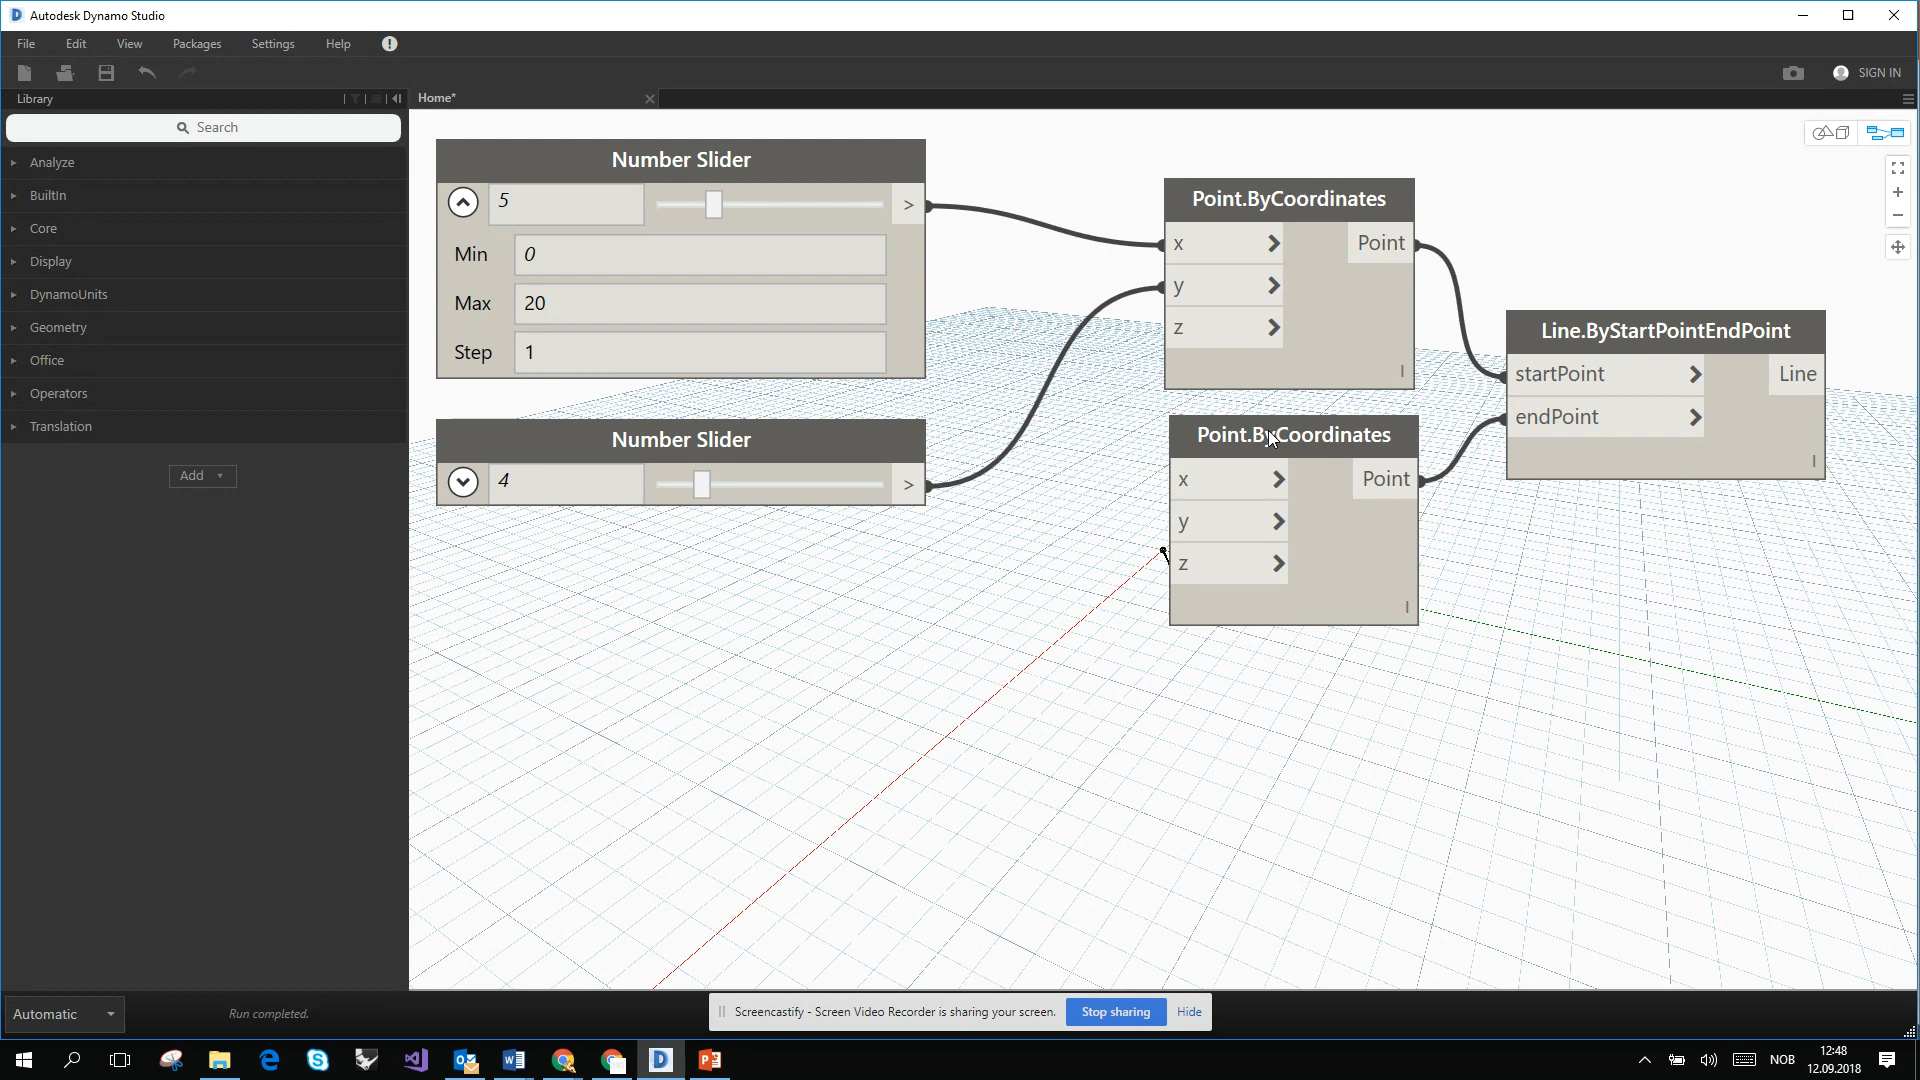 Autodesk Dynamo Studio
File Edit View Packages Settings Help
SIGN IN
Library
Home*
Search
Analyze
BuiltIn
Core
Display
DynamoUnits
Geometry
Office
Operators
Translation
Add
Number Slider
5
>
Min 0
Max 20
Step 1
Number Slider
4
>
Point.ByCoordinates
x Point
y
z
Point.ByCoordinates
x Point
y
z
Line.ByStartPointEndPoint
startPoint Line
endPoint
Automatic
Run completed.
Screencastify - Screen Video Recorder is sharing your screen.
Stop sharing
Hide
NOB
12:48
12.09.2018